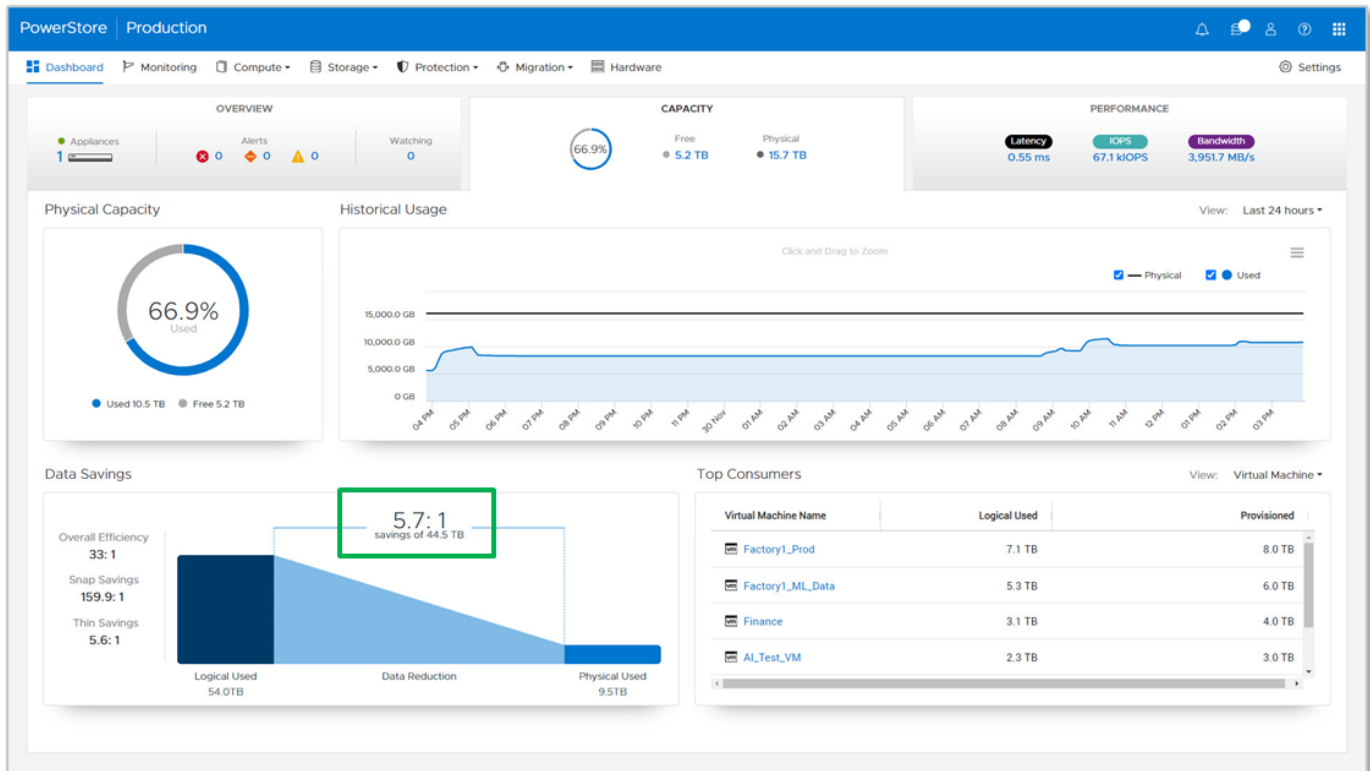 PowerStore Production
Dashboard Monitoring Compute Storage Protection Migration Hardware Settings
OVERVIEW
Appliances
1
Alerts
0 0 0
Watching
0
CAPACITY
66.9%
Free
5.2 TB
Physical
15.7 TB
PERFORMANCE
Latency
0.55 ms
IOPS
67.1 kIOPS
Bandwidth
3,951.7 MB/s
Physical Capacity
66.9%
Used
Used 10.5 TB Free 5.2 TB
Historical Usage
View: Last 24 hours
Click and Drag to Zoom
Physical Used
15,000.0 GB
10,000.0 GB
5,000.0 GB
0 GB
04 PM 05 PM 06 PM 07 PM 08 PM 09 PM 10 PM 11 PM 30 Nov 01 AM 02 AM 03 AM 04 AM 05 AM 06 AM 07 AM 08 AM 09 AM 10 AM 11 AM 12 PM 01 PM 02 PM 03 PM
Data Savings
Overall Efficiency
33: 1
Snap Savings
159.9: 1
Thin Savings
5.6: 1
5.7: 1
savings of 44.5 TB
Logical Used
54.0TB
Data Reduction
Physical Used
9.5TB
Top Consumers
View: Virtual Machine
Virtual Machine Name Logical Used Provisioned
vm Factory1_Prod 7.1 TB 8.0 TB
vm Factory1_ML_Data 5.3 TB 6.0 TB
vm Finance 3.1 TB 4.0 TB
vm AI_Test_VM 2.3 TB 3.0 TB